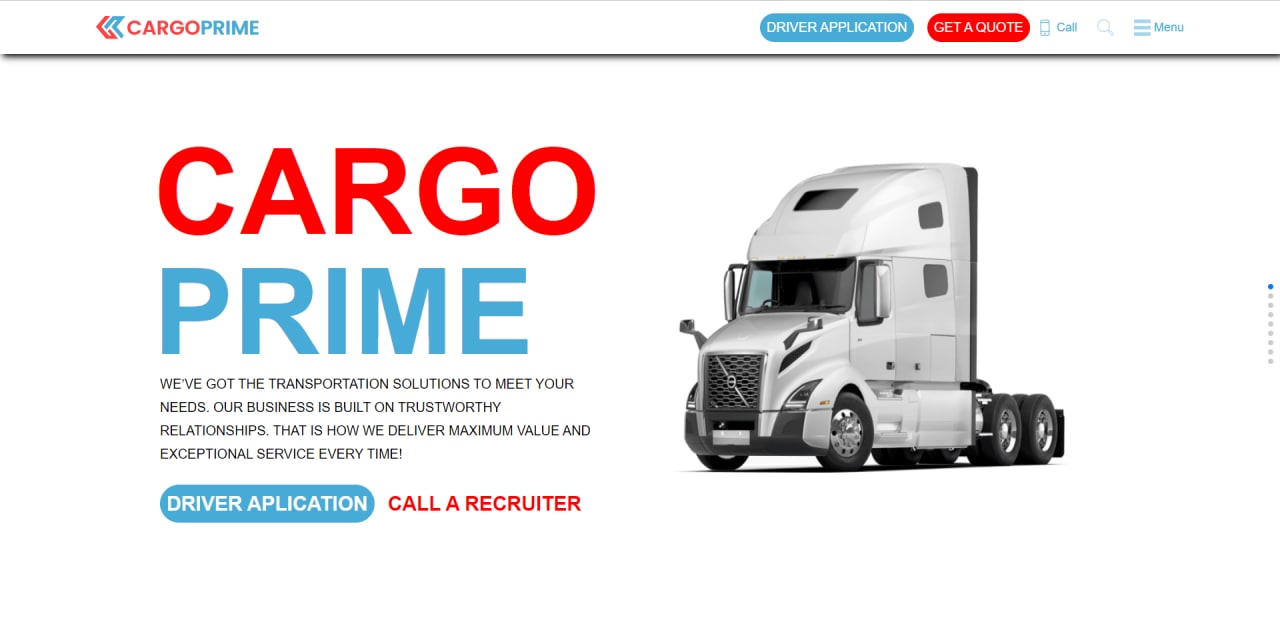 CARGOPRIME
DRIVER APPLICATION
GET A QUOTE
Call
Menu
CARGO
PRIME
WE'VE GOT THE TRANSPORTATION SOLUTIONS TO MEET YOUR
NEEDS. OUR BUSINESS IS BUILT ON TRUSTWORTHY
RELATIONSHIPS. THAT IS HOW WE DELIVER MAXIMUM VALUE AND
EXCEPTIONAL SERVICE EVERY TIME!
DRIVER APLICATION
CALL A RECRUITER